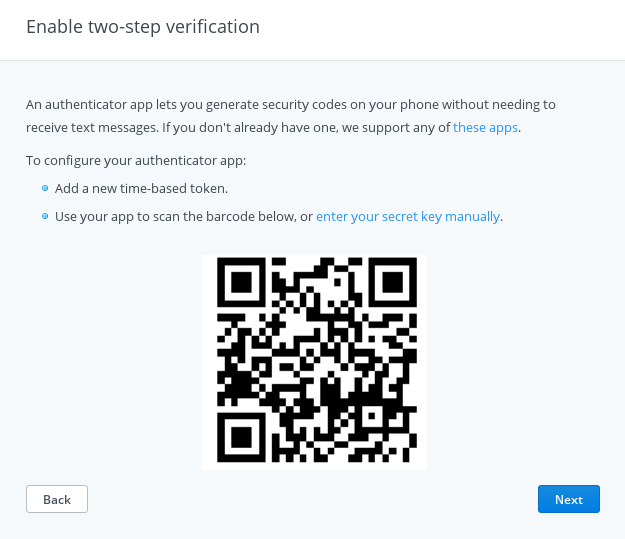 Enable two-step verification
An authenticator app lets you generate security codes on your phone without needing to
receive text messages. If you don't already have one, we support any of these apps.
To configure your authenticator app:
Add a new time-based token.
Use your app to scan the barcode below, or enter your secret key manually.
Back
Next